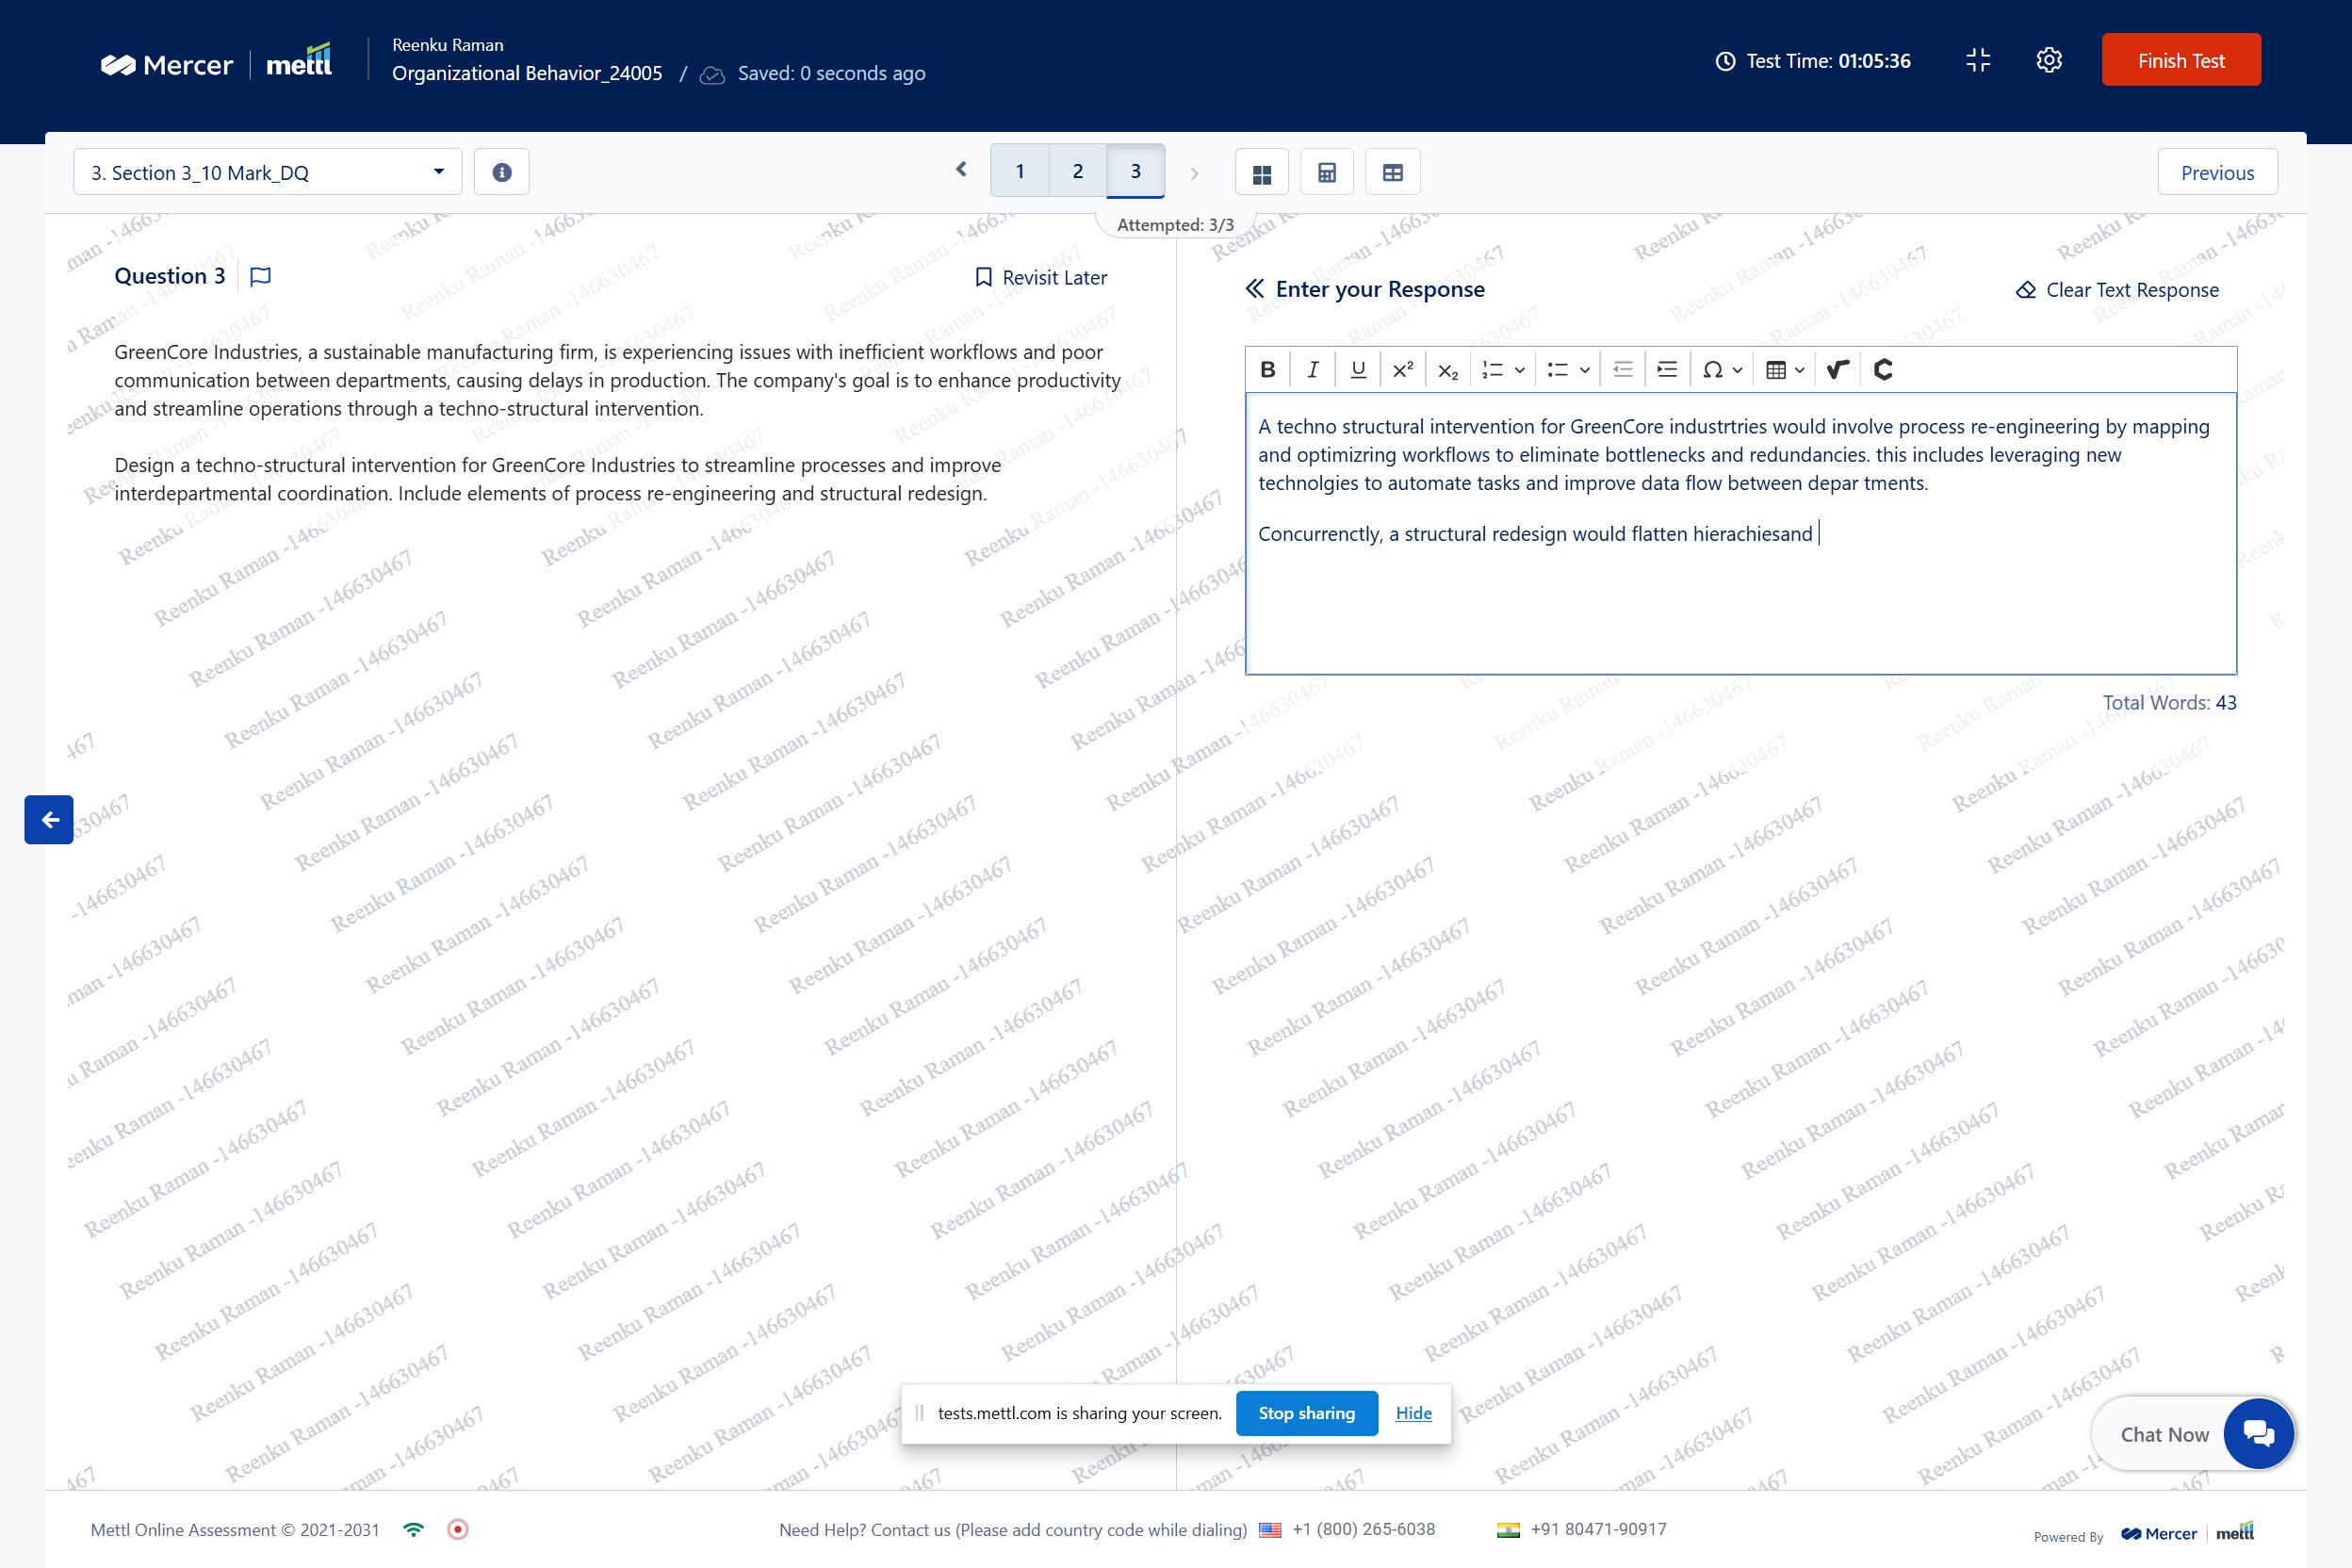 Mercer | mettl
Reenku Raman
Organizational Behavior_24005 / Saved: 0 seconds ago
Test Time: 01:05:36
Finish Test
3. Section 3_10 Mark_DQ
1 2 3
Previous
Attempted: 3/3
Question 3
Revisit Later
GreenCore Industries, a sustainable manufacturing firm, is experiencing issues with inefficient workflows and poor
communication between departments, causing delays in production. The company's goal is to enhance productivity
and streamline operations through a techno-structural intervention.
Design a techno-structural intervention for GreenCore Industries to streamline processes and improve
interdepartmental coordination. Include elements of process re-engineering and structural redesign.
Enter your Response
Clear Text Response
B I U x² x₂ Ω
A techno structural intervention for GreenCore industrtries would involve process re-engineering by mapping
and optimizring workflows to eliminate bottlenecks and redundancies. this includes leveraging new
technolgies to automate tasks and improve data flow between depar tments.
Concurrenctly, a structural redesign would flatten hierachiesand
Total Words: 43
Reenku Raman -146630467
tests.mettl.com is sharing your screen.
Stop sharing
Hide
Chat Now
Mettl Online Assessment © 2021-2031
Need Help? Contact us (Please add country code while dialing) +1 (800) 265-6038 +91 80471-90917
Powered By Mercer | mettl